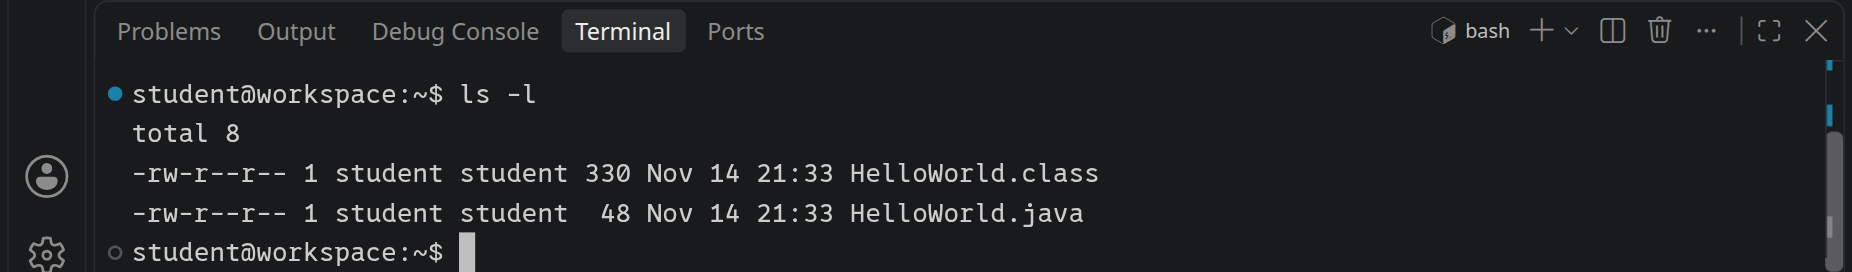 Problems Output Debug Console Terminal Ports bash
student@workspace:~$ ls -l
total 8
-rw-r--r-- 1 student student 330 Nov 14 21:33 HelloWorld.class
-rw-r--r-- 1 student student  48 Nov 14 21:33 HelloWorld.java
student@workspace:~$